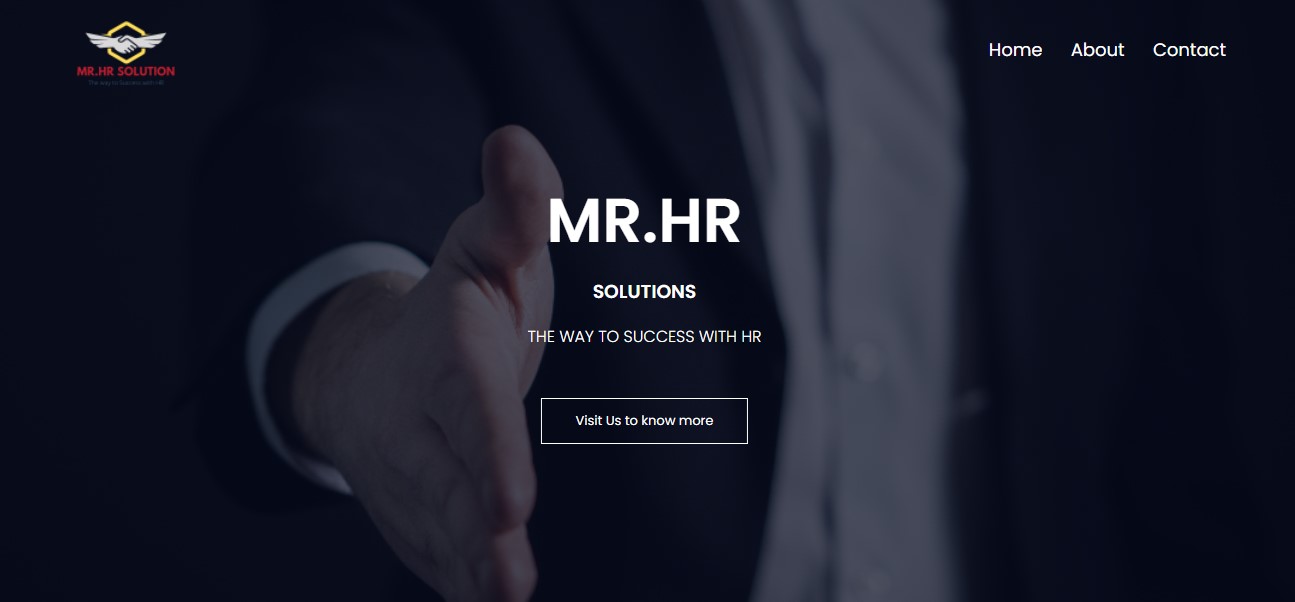 MR.HR SOLUTION
The way to Success with HR
Home About Contact
MR.HR
SOLUTIONS
THE WAY TO SUCCESS WITH HR
Visit Us to know more